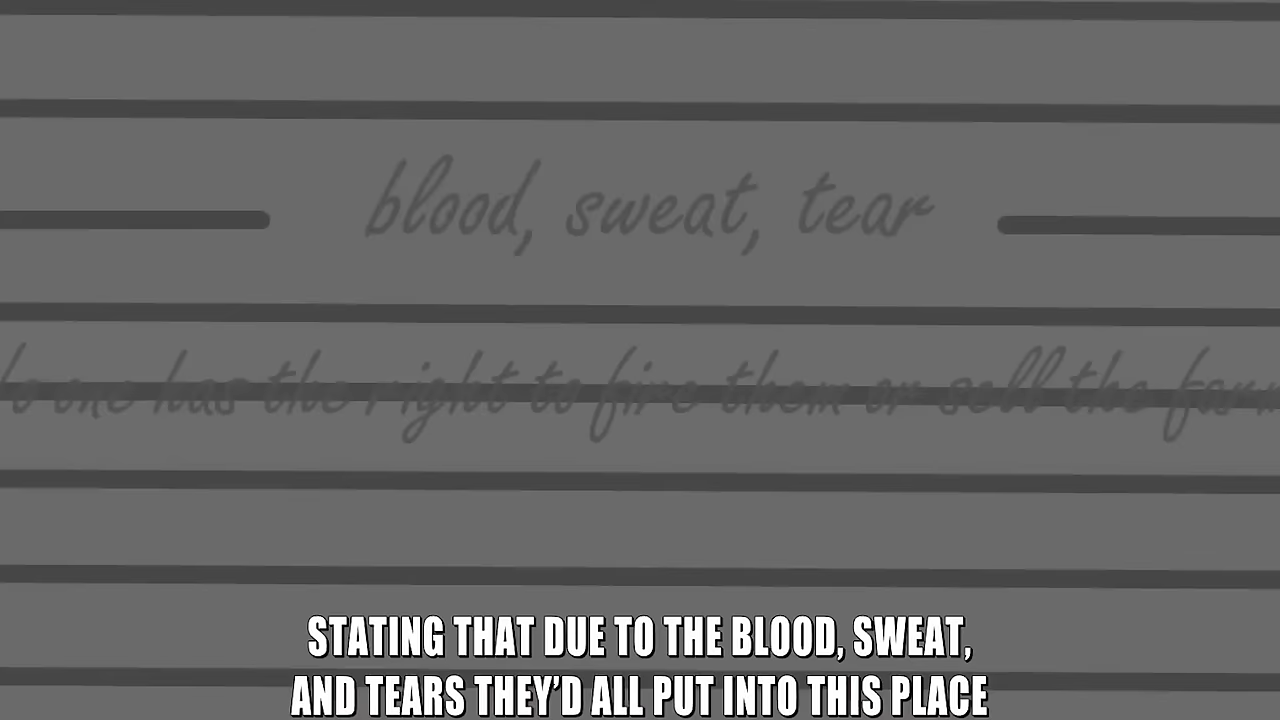 blood, sweat, tear
o one has the right to fire them or sell the farm
STATING THAT DUE TO THE BLOOD, SWEAT,
AND TEARS THEY'D ALL PUT INTO THIS PLACE